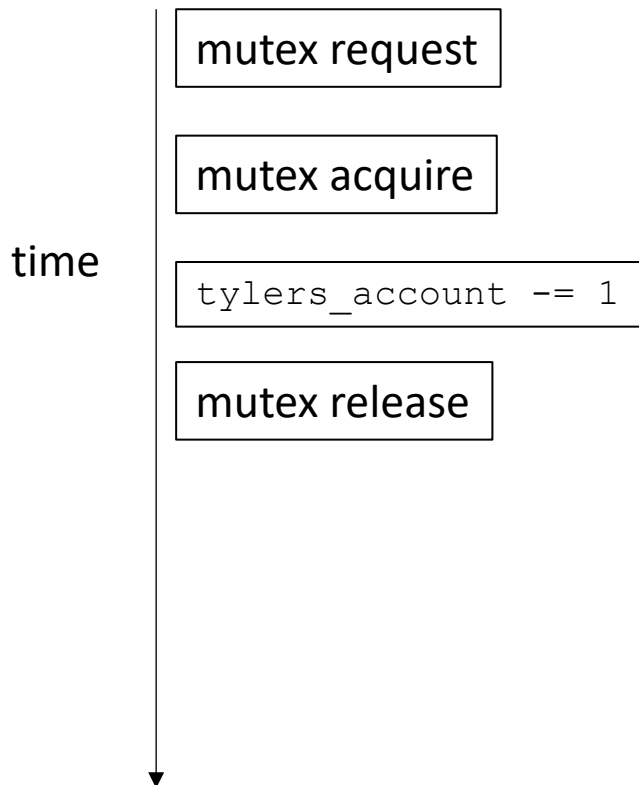 mutex request
mutex acquire
time
tylers_account -= 1
mutex release